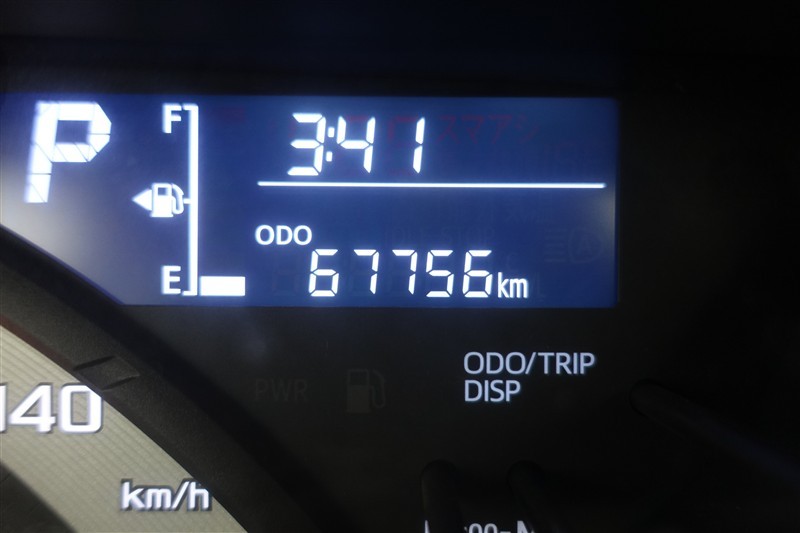 P
F
3:41
ODO
E
67756km
PWR
ODO/TRIP
DISP
140
km/h